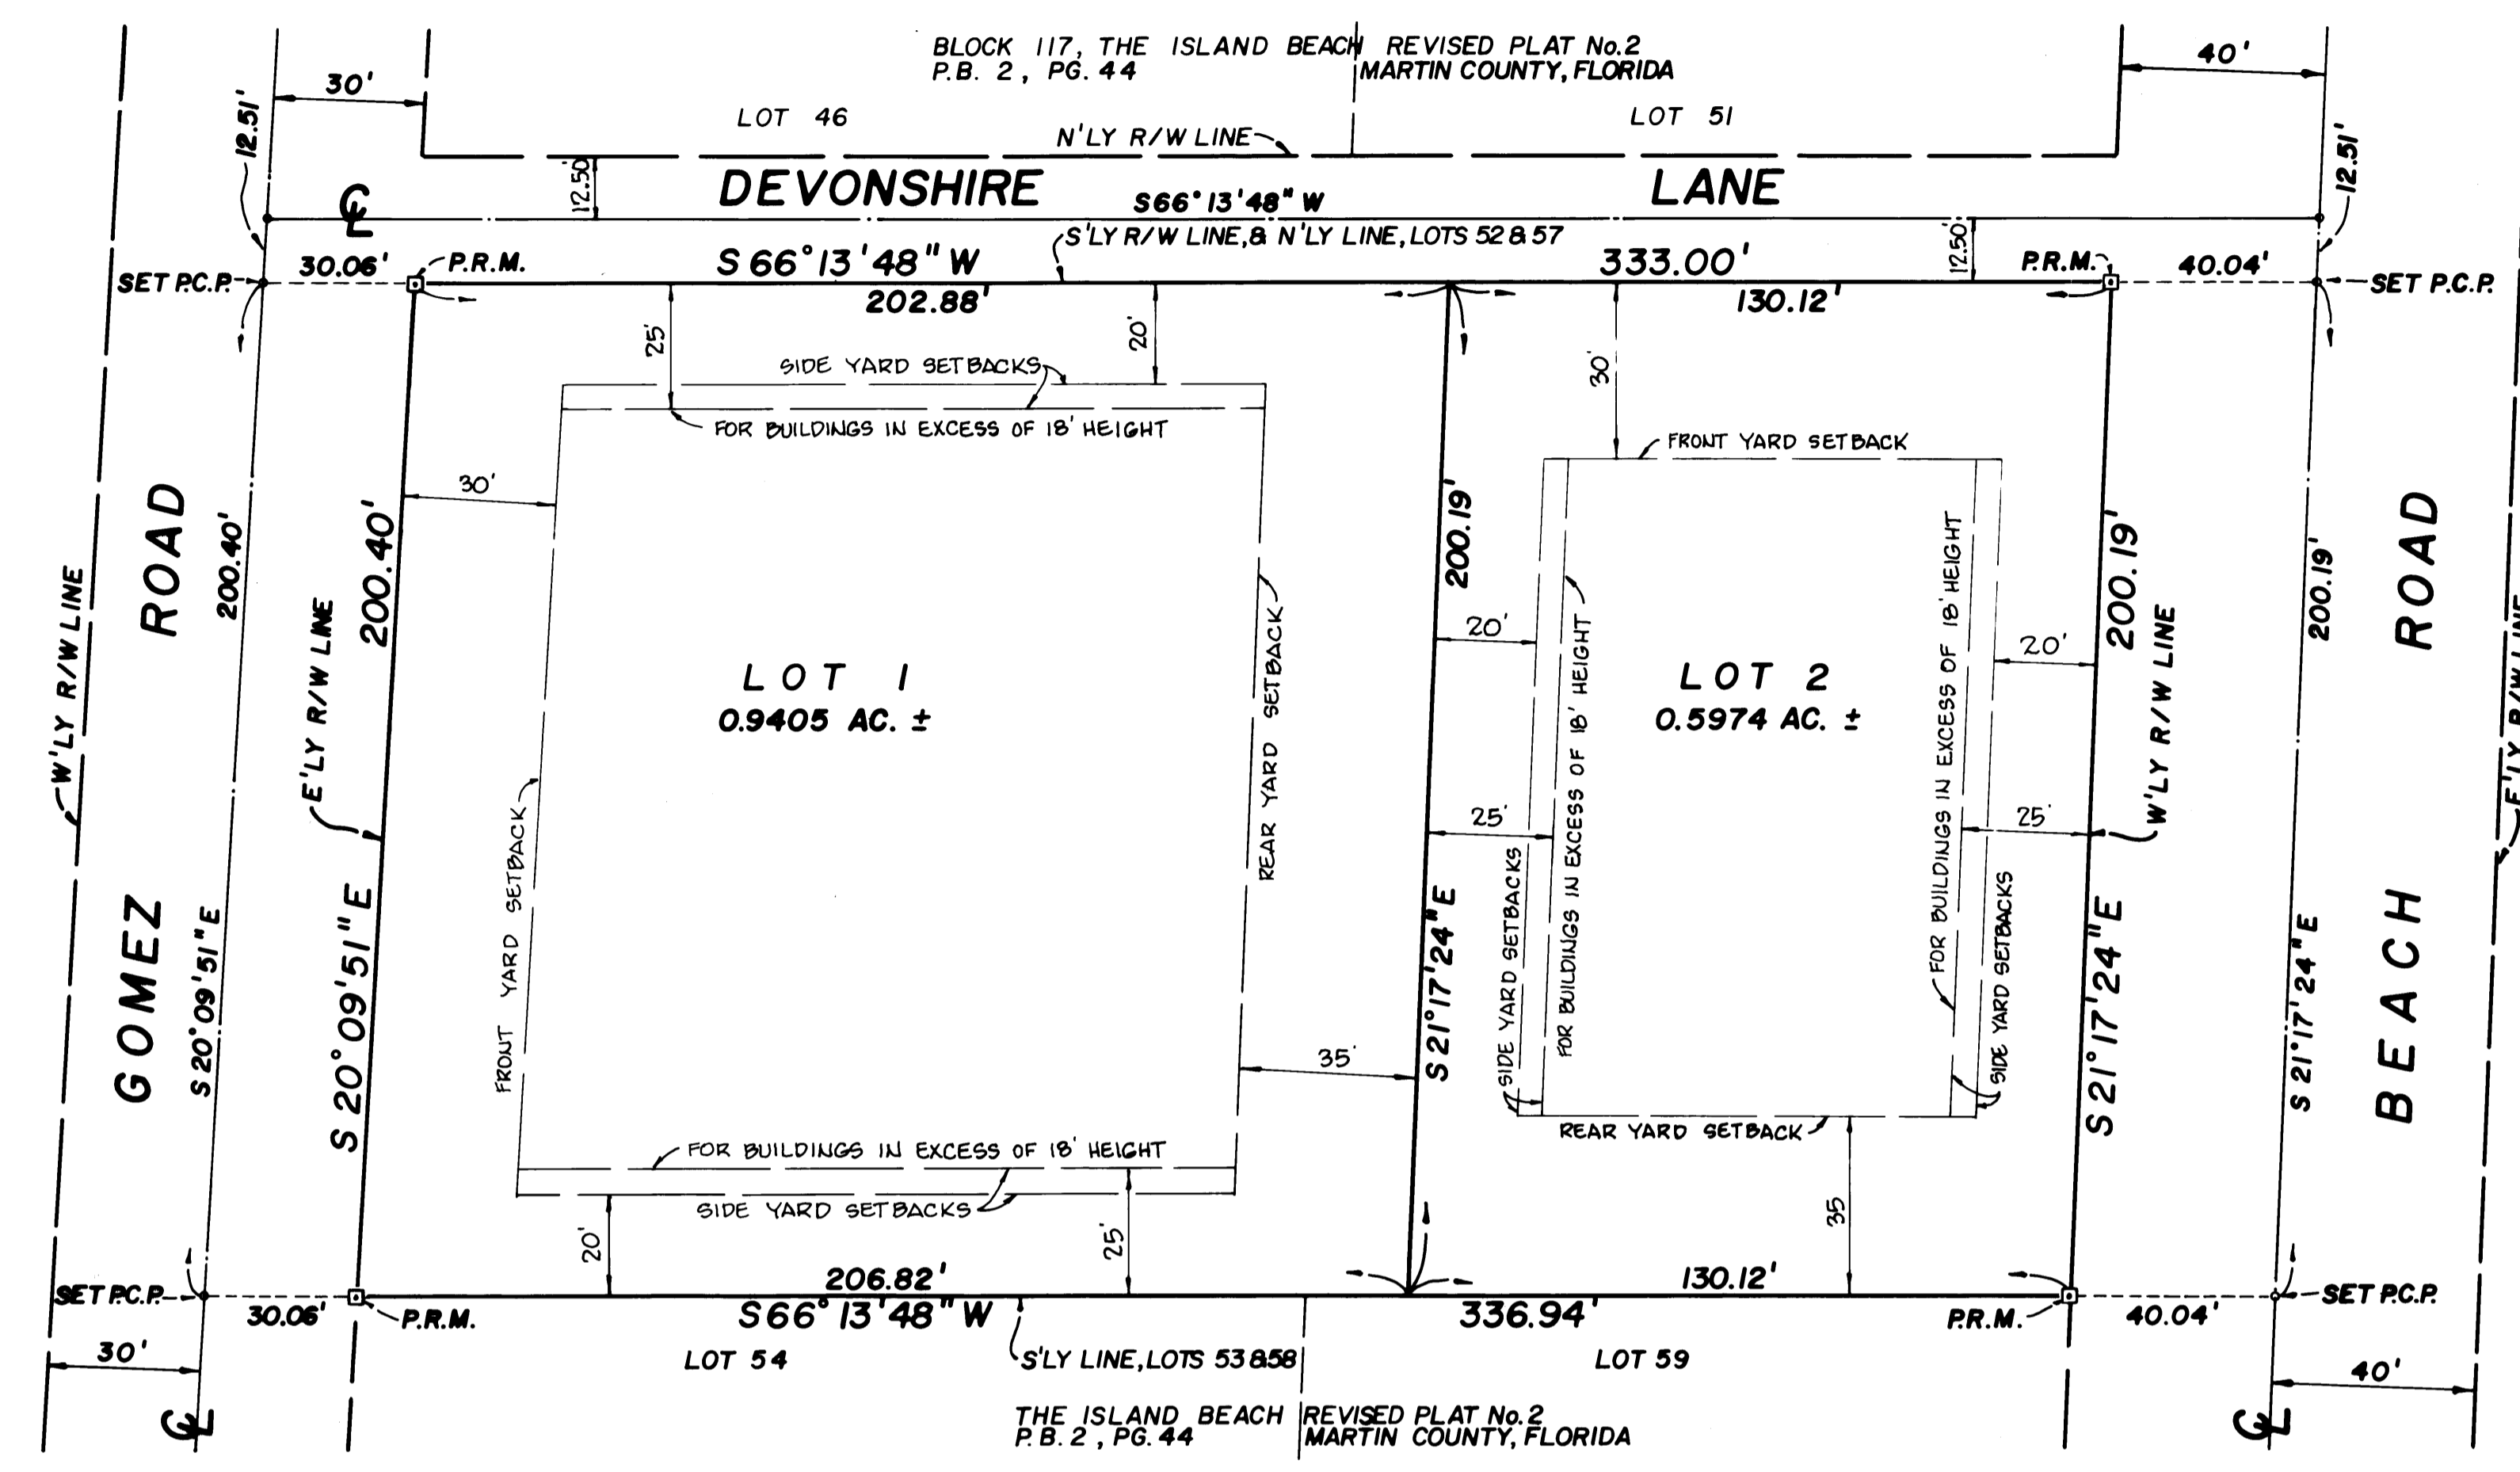 BLOCK 117, THE ISLAND BEACH REVISED PLAT No.2
P.B. 2, PG. 44 MARTIN COUNTY, FLORIDA
30'
40'
12.51'
12.51'
LOT 46
LOT 51
N'LY R/W LINE
12.50'
DEVONSHIRE LANE
S66°13'48"W
℄
S'LY R/W LINE, & N'LY LINE, LOTS 52 & 57
12.50'
SET P.C.P.
30.06'
P.R.M.
S 66°13'48" W
333.00'
P.R.M.
40.04'
SET P.C.P.
202.88'
130.12'
25'
20'
30'
SIDE YARD SETBACKS
FOR BUILDINGS IN EXCESS OF 18' HEIGHT
FRONT YARD SETBACK
30'
GOMEZ ROAD
W'LY R/W LINE
200.40'
S 20°09'51" E
E'LY R/W LINE
200.40'
S 20°09'51" E
FRONT YARD SETBACK
LOT 1
0.9405 AC. ±
REAR YARD SETBACK
35'
200.19'
S 21°17'24" E
20'
25'
SIDE YARD SETBACKS
FOR BUILDINGS IN EXCESS OF 18' HEIGHT
LOT 2
0.5974 AC. ±
FOR BUILDINGS IN EXCESS OF 18' HEIGHT
SIDE YARD SETBACKS
20'
25'
200.19'
S 21°17'24" E
W'LY R/W LINE
200.19'
S 21°17'24" E
BEACH ROAD
E'LY R/W LINE
FOR BUILDINGS IN EXCESS OF 18' HEIGHT
SIDE YARD SETBACKS
20'
25'
REAR YARD SETBACK
35
SET P.C.P.
30.06'
P.R.M.
206.82'
S66°13'48" W
130.12'
336.94'
P.R.M.
40.04'
SET P.C.P.
30'
LOT 54
S'LY LINE, LOTS 53 & 58
LOT 59
40'
℄
THE ISLAND BEACH REVISED PLAT No.2
P.B. 2, PG. 44 MARTIN COUNTY, FLORIDA
℄